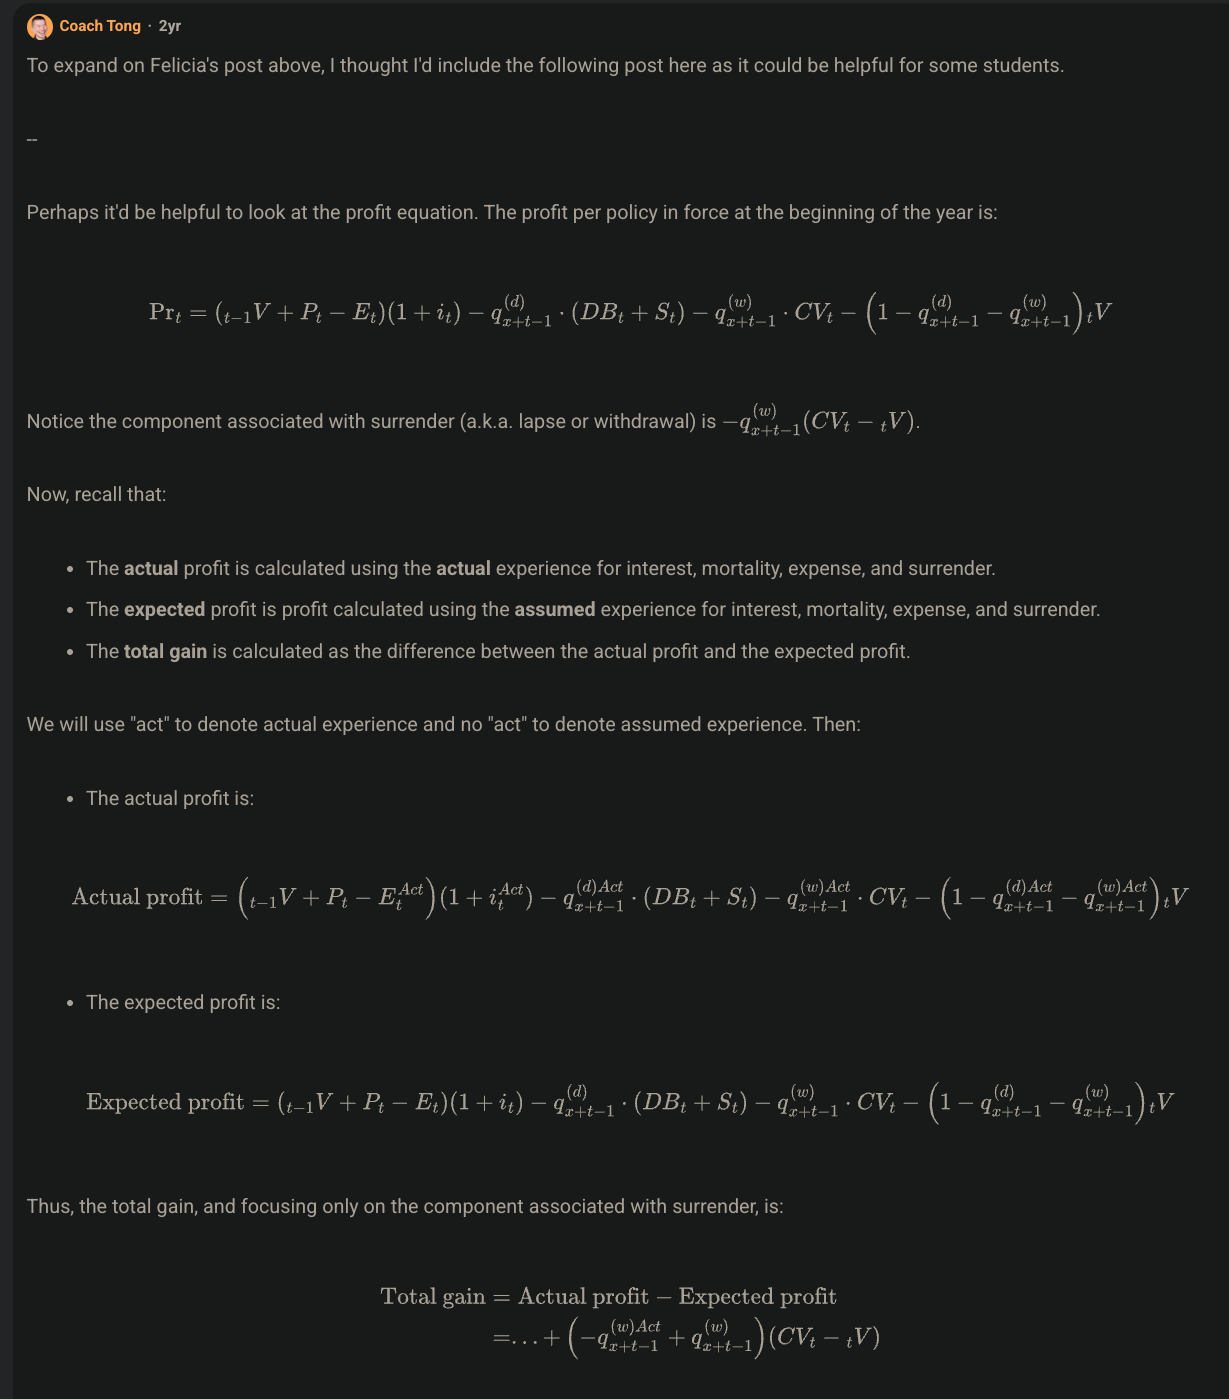 Coach Tong · 2yr
To expand on Felicia's post above, I thought I'd include the following post here as it could be helpful for some students.
--
Perhaps it'd be helpful to look at the profit equation. The profit per policy in force at the beginning of the year is:
$\text{Pr}_t = ({}_{t-1}V + P_t - E_t)(1 + i_t) - q_{x+t-1}^{(d)} \cdot (DB_t + S_t) - q_{x+t-1}^{(w)} \cdot CV_t - \left(1 - q_{x+t-1}^{(d)} - q_{x+t-1}^{(w)}\right) {}_tV$
Notice the component associated with surrender (a.k.a. lapse or withdrawal) is $-q_{x+t-1}^{(w)}(CV_t - {}_tV)$.
Now, recall that:
• The actual profit is calculated using the actual experience for interest, mortality, expense, and surrender.
• The expected profit is profit calculated using the assumed experience for interest, mortality, expense, and surrender.
• The total gain is calculated as the difference between the actual profit and the expected profit.
We will use "act" to denote actual experience and no "act" to denote assumed experience. Then:
• The actual profit is:
$\text{Actual profit} = \left({}_{t-1}V + P_t - E_t^{Act}\right)(1 + i_t^{Act}) - q_{x+t-1}^{(d)Act} \cdot (DB_t + S_t) - q_{x+t-1}^{(w)Act} \cdot CV_t - \left(1 - q_{x+t-1}^{(d)Act} - q_{x+t-1}^{(w)Act}\right) {}_tV$
• The expected profit is:
$\text{Expected profit} = ({}_{t-1}V + P_t - E_t)(1 + i_t) - q_{x+t-1}^{(d)} \cdot (DB_t + S_t) - q_{x+t-1}^{(w)} \cdot CV_t - \left(1 - q_{x+t-1}^{(d)} - q_{x+t-1}^{(w)}\right) {}_tV$
Thus, the total gain, and focusing only on the component associated with surrender, is:
$\text{Total gain} = \text{Actual profit} - \text{Expected profit}$
$= \ldots + \left(-q_{x+t-1}^{(w)Act} + q_{x+t-1}^{(w)}\right)(CV_t - {}_tV)$